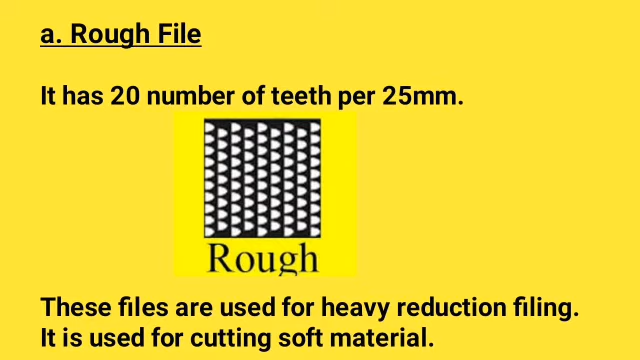 a. Rough File
It has 20 number of teeth per 25mm.
Rough
These files are used for heavy reduction filing.
It is used for cutting soft material.